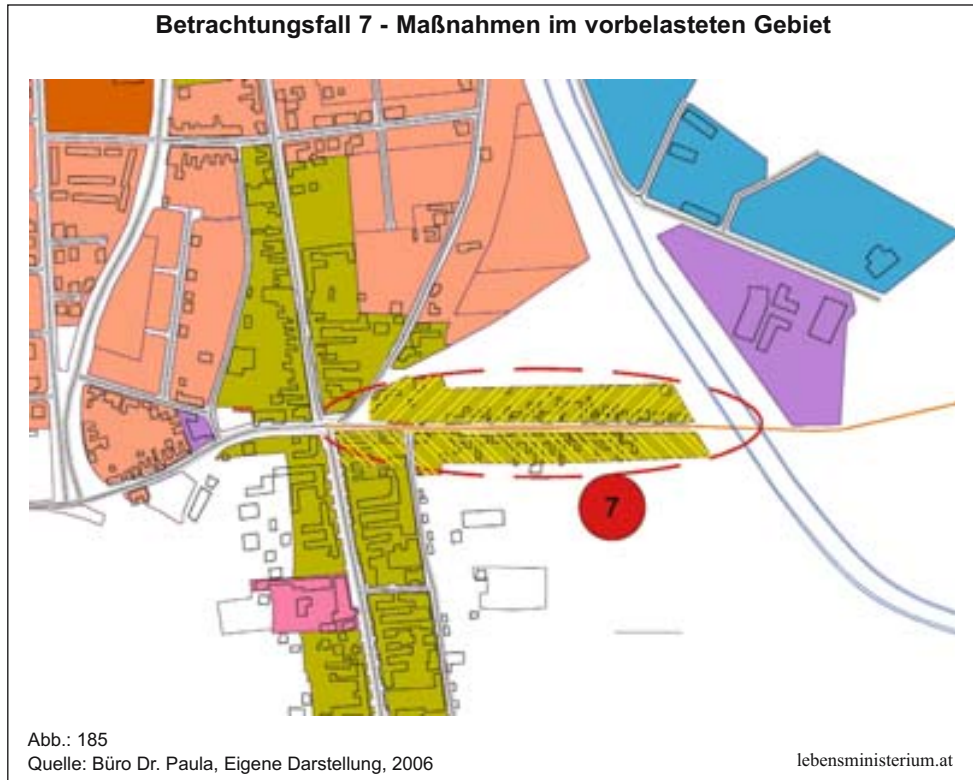 Betrachtungsfall 7 - Maßnahmen im vorbelasteten Gebiet
7
Abb.: 185
Quelle: Büro Dr. Paula, Eigene Darstellung, 2006
lebensministerium.at